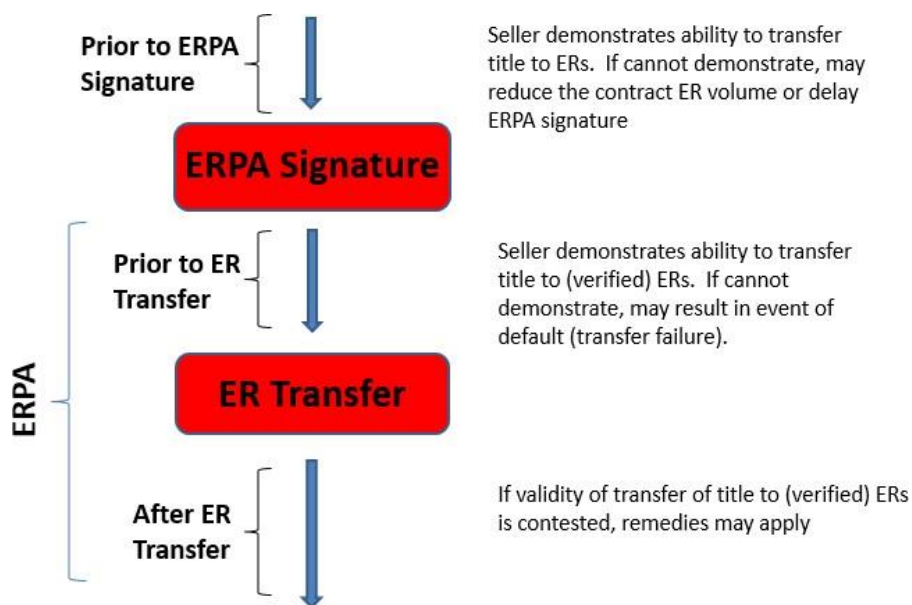 Prior to ERPA
Signature
Seller demonstrates ability to transfer
title to ERs.  If cannot demonstrate, may
reduce the contract ER volume or delay
ERPA signature
ERPA Signature
Prior to ER
Transfer
Seller demonstrates ability to transfer
title to (verified) ERs.  If cannot
demonstrate, may result in event of
default (transfer failure).
ERPA
ER Transfer
After ER
Transfer
If validity of transfer of title to (verified) ERs
is contested, remedies may apply